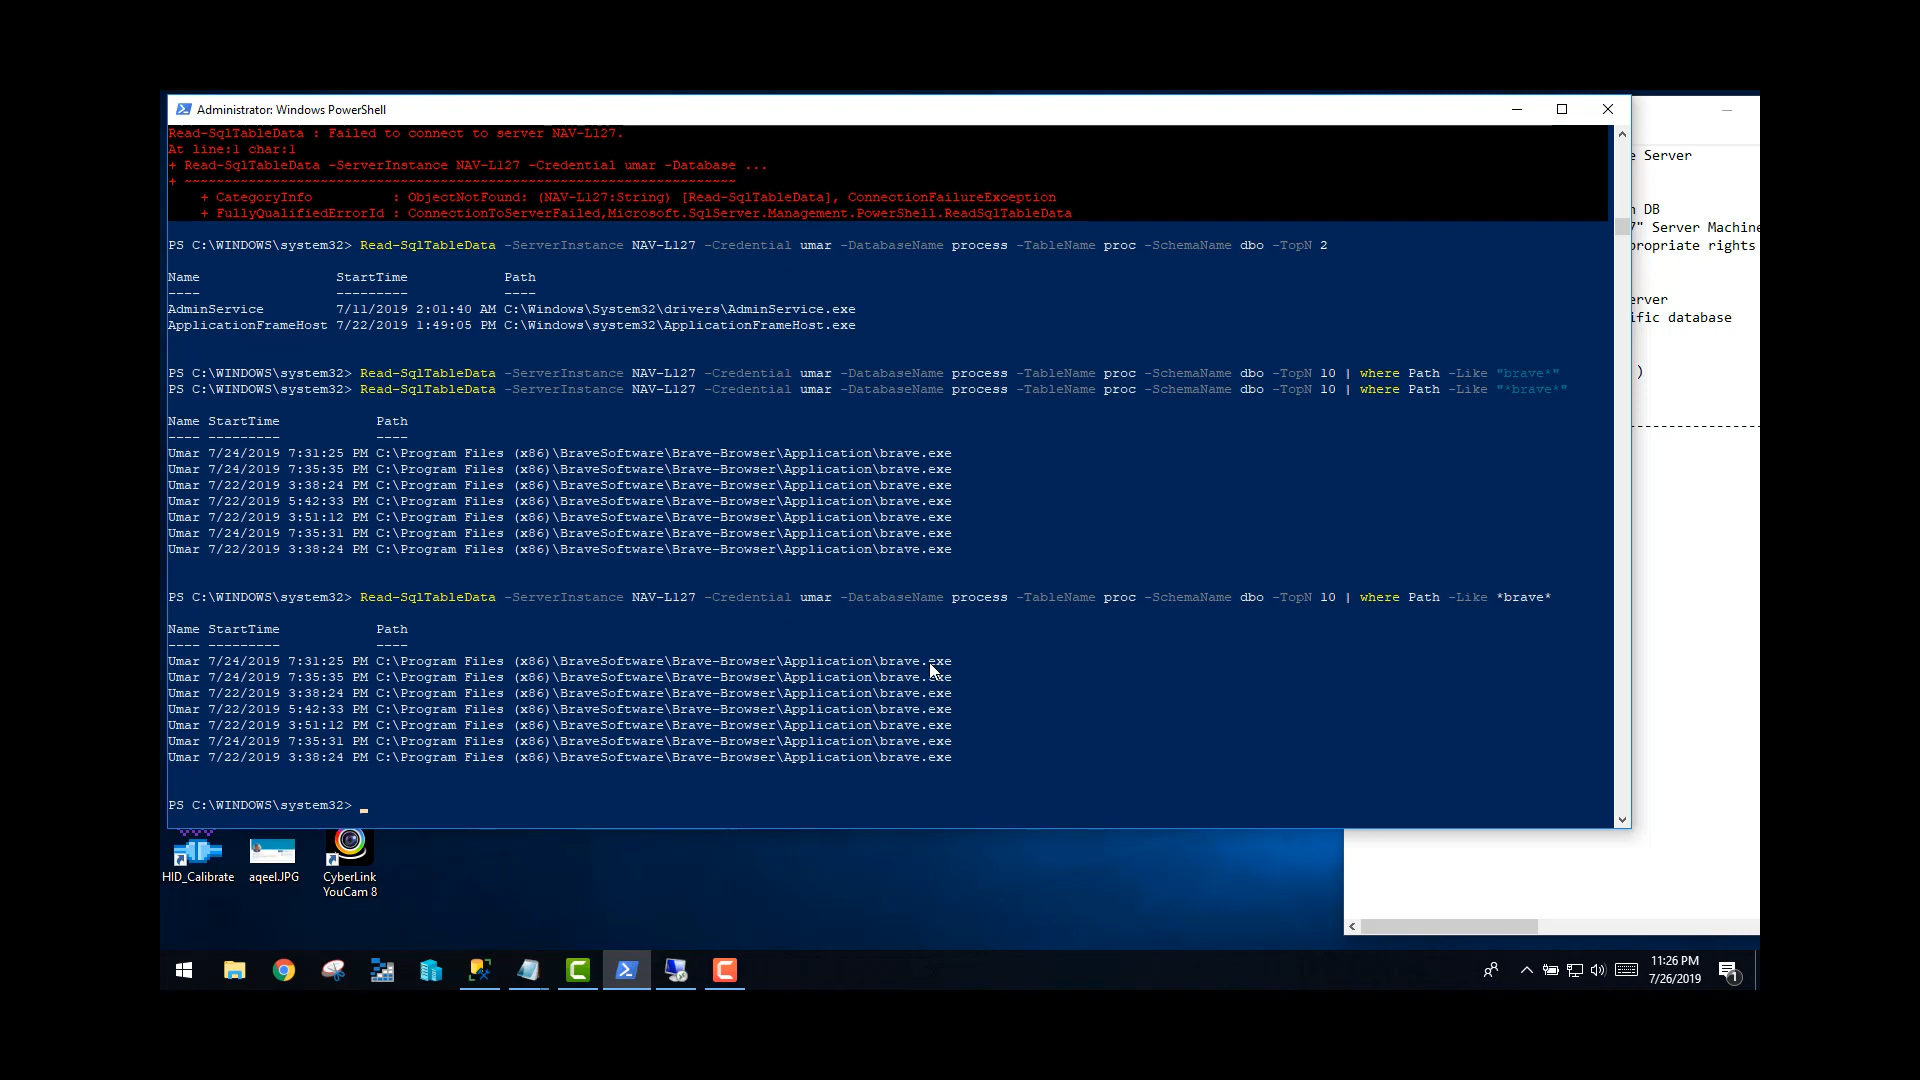 Administrator: Windows PowerShell
Read-SqlTableData : Failed to connect to server NAV-L127.
At line:1 char:1
+ Read-SqlTableData -ServerInstance NAV-L127 -Credential umar -Database ...
+ ~~~~~~~~~~~~~~~~~~~~~~~~~~~~~~~~~~~~~~~~~~~~~~~~~~~~~~~~~~~~~~~~~~~~~
+ CategoryInfo : ObjectNotFound: (NAV-L127:String) [Read-SqlTableData], ConnectionFailureException
+ FullyQualifiedErrorId : ConnectionToServerFailed,Microsoft.SqlServer.Management.PowerShell.ReadSqlTableData
PS C:\WINDOWS\system32> Read-SqlTableData -ServerInstance NAV-L127 -Credential umar -DatabaseName process -TableName proc -SchemaName dbo -TopN 2
Name StartTime Path
---- --------- ----
AdminService 7/11/2019 2:01:40 AM C:\Windows\System32\drivers\AdminService.exe
ApplicationFrameHost 7/22/2019 1:49:05 PM C:\Windows\system32\ApplicationFrameHost.exe
PS C:\WINDOWS\system32> Read-SqlTableData -ServerInstance NAV-L127 -Credential umar -DatabaseName process -TableName proc -SchemaName dbo -TopN 10 | where Path -Like "brave*"
PS C:\WINDOWS\system32> Read-SqlTableData -ServerInstance NAV-L127 -Credential umar -DatabaseName process -TableName proc -SchemaName dbo -TopN 10 | where Path -Like "*brave*"
Name StartTime Path
---- --------- ----
Umar 7/24/2019 7:31:25 PM C:\Program Files (x86)\BraveSoftware\Brave-Browser\Application\brave.exe
Umar 7/24/2019 7:35:35 PM C:\Program Files (x86)\BraveSoftware\Brave-Browser\Application\brave.exe
Umar 7/22/2019 3:38:24 PM C:\Program Files (x86)\BraveSoftware\Brave-Browser\Application\brave.exe
Umar 7/22/2019 5:42:33 PM C:\Program Files (x86)\BraveSoftware\Brave-Browser\Application\brave.exe
Umar 7/22/2019 3:51:12 PM C:\Program Files (x86)\BraveSoftware\Brave-Browser\Application\brave.exe
Umar 7/24/2019 7:35:31 PM C:\Program Files (x86)\BraveSoftware\Brave-Browser\Application\brave.exe
Umar 7/22/2019 3:38:24 PM C:\Program Files (x86)\BraveSoftware\Brave-Browser\Application\brave.exe
PS C:\WINDOWS\system32> Read-SqlTableData -ServerInstance NAV-L127 -Credential umar -DatabaseName process -TableName proc -SchemaName dbo -TopN 10 | where Path -Like *brave*
Name StartTime Path
---- --------- ----
Umar 7/24/2019 7:31:25 PM C:\Program Files (x86)\BraveSoftware\Brave-Browser\Application\brave.exe
Umar 7/24/2019 7:35:35 PM C:\Program Files (x86)\BraveSoftware\Brave-Browser\Application\brave.exe
Umar 7/22/2019 3:38:24 PM C:\Program Files (x86)\BraveSoftware\Brave-Browser\Application\brave.exe
Umar 7/22/2019 5:42:33 PM C:\Program Files (x86)\BraveSoftware\Brave-Browser\Application\brave.exe
Umar 7/22/2019 3:51:12 PM C:\Program Files (x86)\BraveSoftware\Brave-Browser\Application\brave.exe
Umar 7/24/2019 7:35:31 PM C:\Program Files (x86)\BraveSoftware\Brave-Browser\Application\brave.exe
Umar 7/22/2019 3:38:24 PM C:\Program Files (x86)\BraveSoftware\Brave-Browser\Application\brave.exe
PS C:\WINDOWS\system32> _
e Server
n DB
7" Server Machine
propriate rights
erver
ific database
)
----------------
HID_Calibrate
aqeel.JPG
CyberLink
YouCam 8
11:26 PM
7/26/2019
1